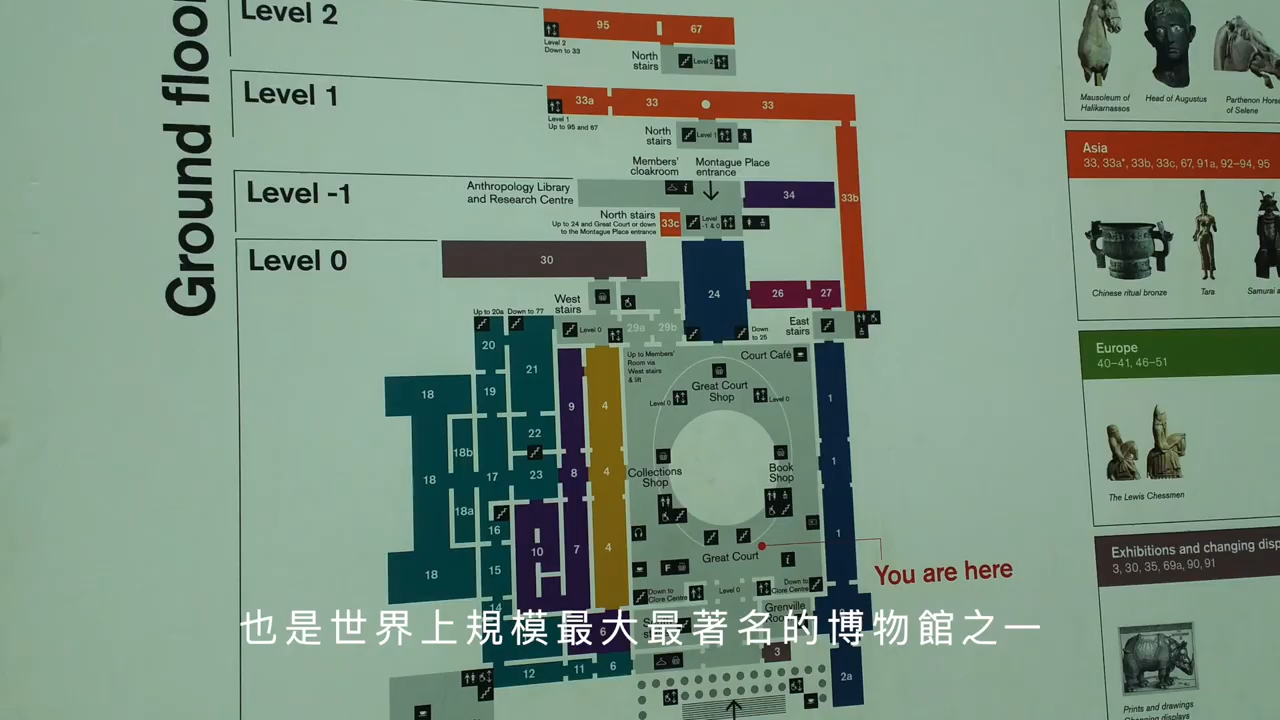 Ground floor
Level 2
95
67
Level 2
Down to 33
North
stairs
Level 2
Level 1
33a
33
33
Level 1
Up to 95 and 67
North
stairs
Level 1
33b
Level -1
Members'
cloakroom
Montague Place
entrance
Anthropology Library
and Research Centre
34
North stairs
Up to 24 and Great Court or down
to the Montague Place entrance
33c
Level
-1 & 0
Level 0
30
24
26
27
West
stairs
Level 0
29a
29b
Down
to 25
East
stairs
Up to 20a
Down to 77
20
21
18
19
22
18b
18
17
23
18a
16
10
15
18
14
12
11
6
6
9
8
7
4
4
4
Up to Members'
Room via
West stairs
& lift
Court Café
Great Court
Shop
Level 0
Level 0
Collections
Shop
Book
Shop
Great Court
F
Down to
Clore Centre
Level 0
Down to
Clore Centre
Grenville
3
1
1
1
2a
You are here
Mausoleum of
Halikarnassos
Head of Augustus
Parthenon Horse
of Selene
Asia
33, 33a*, 33b, 33c, 67, 91a, 92–94, 95
Chinese ritual bronze
Tara
Samurai
Europe
40–41, 46–51
The Lewis Chessmen
Exhibitions and changing disp
3, 30, 35, 69a, 90, 91
Prints and drawings
Changing displays
也是世界上規模最大最著名的博物館之一